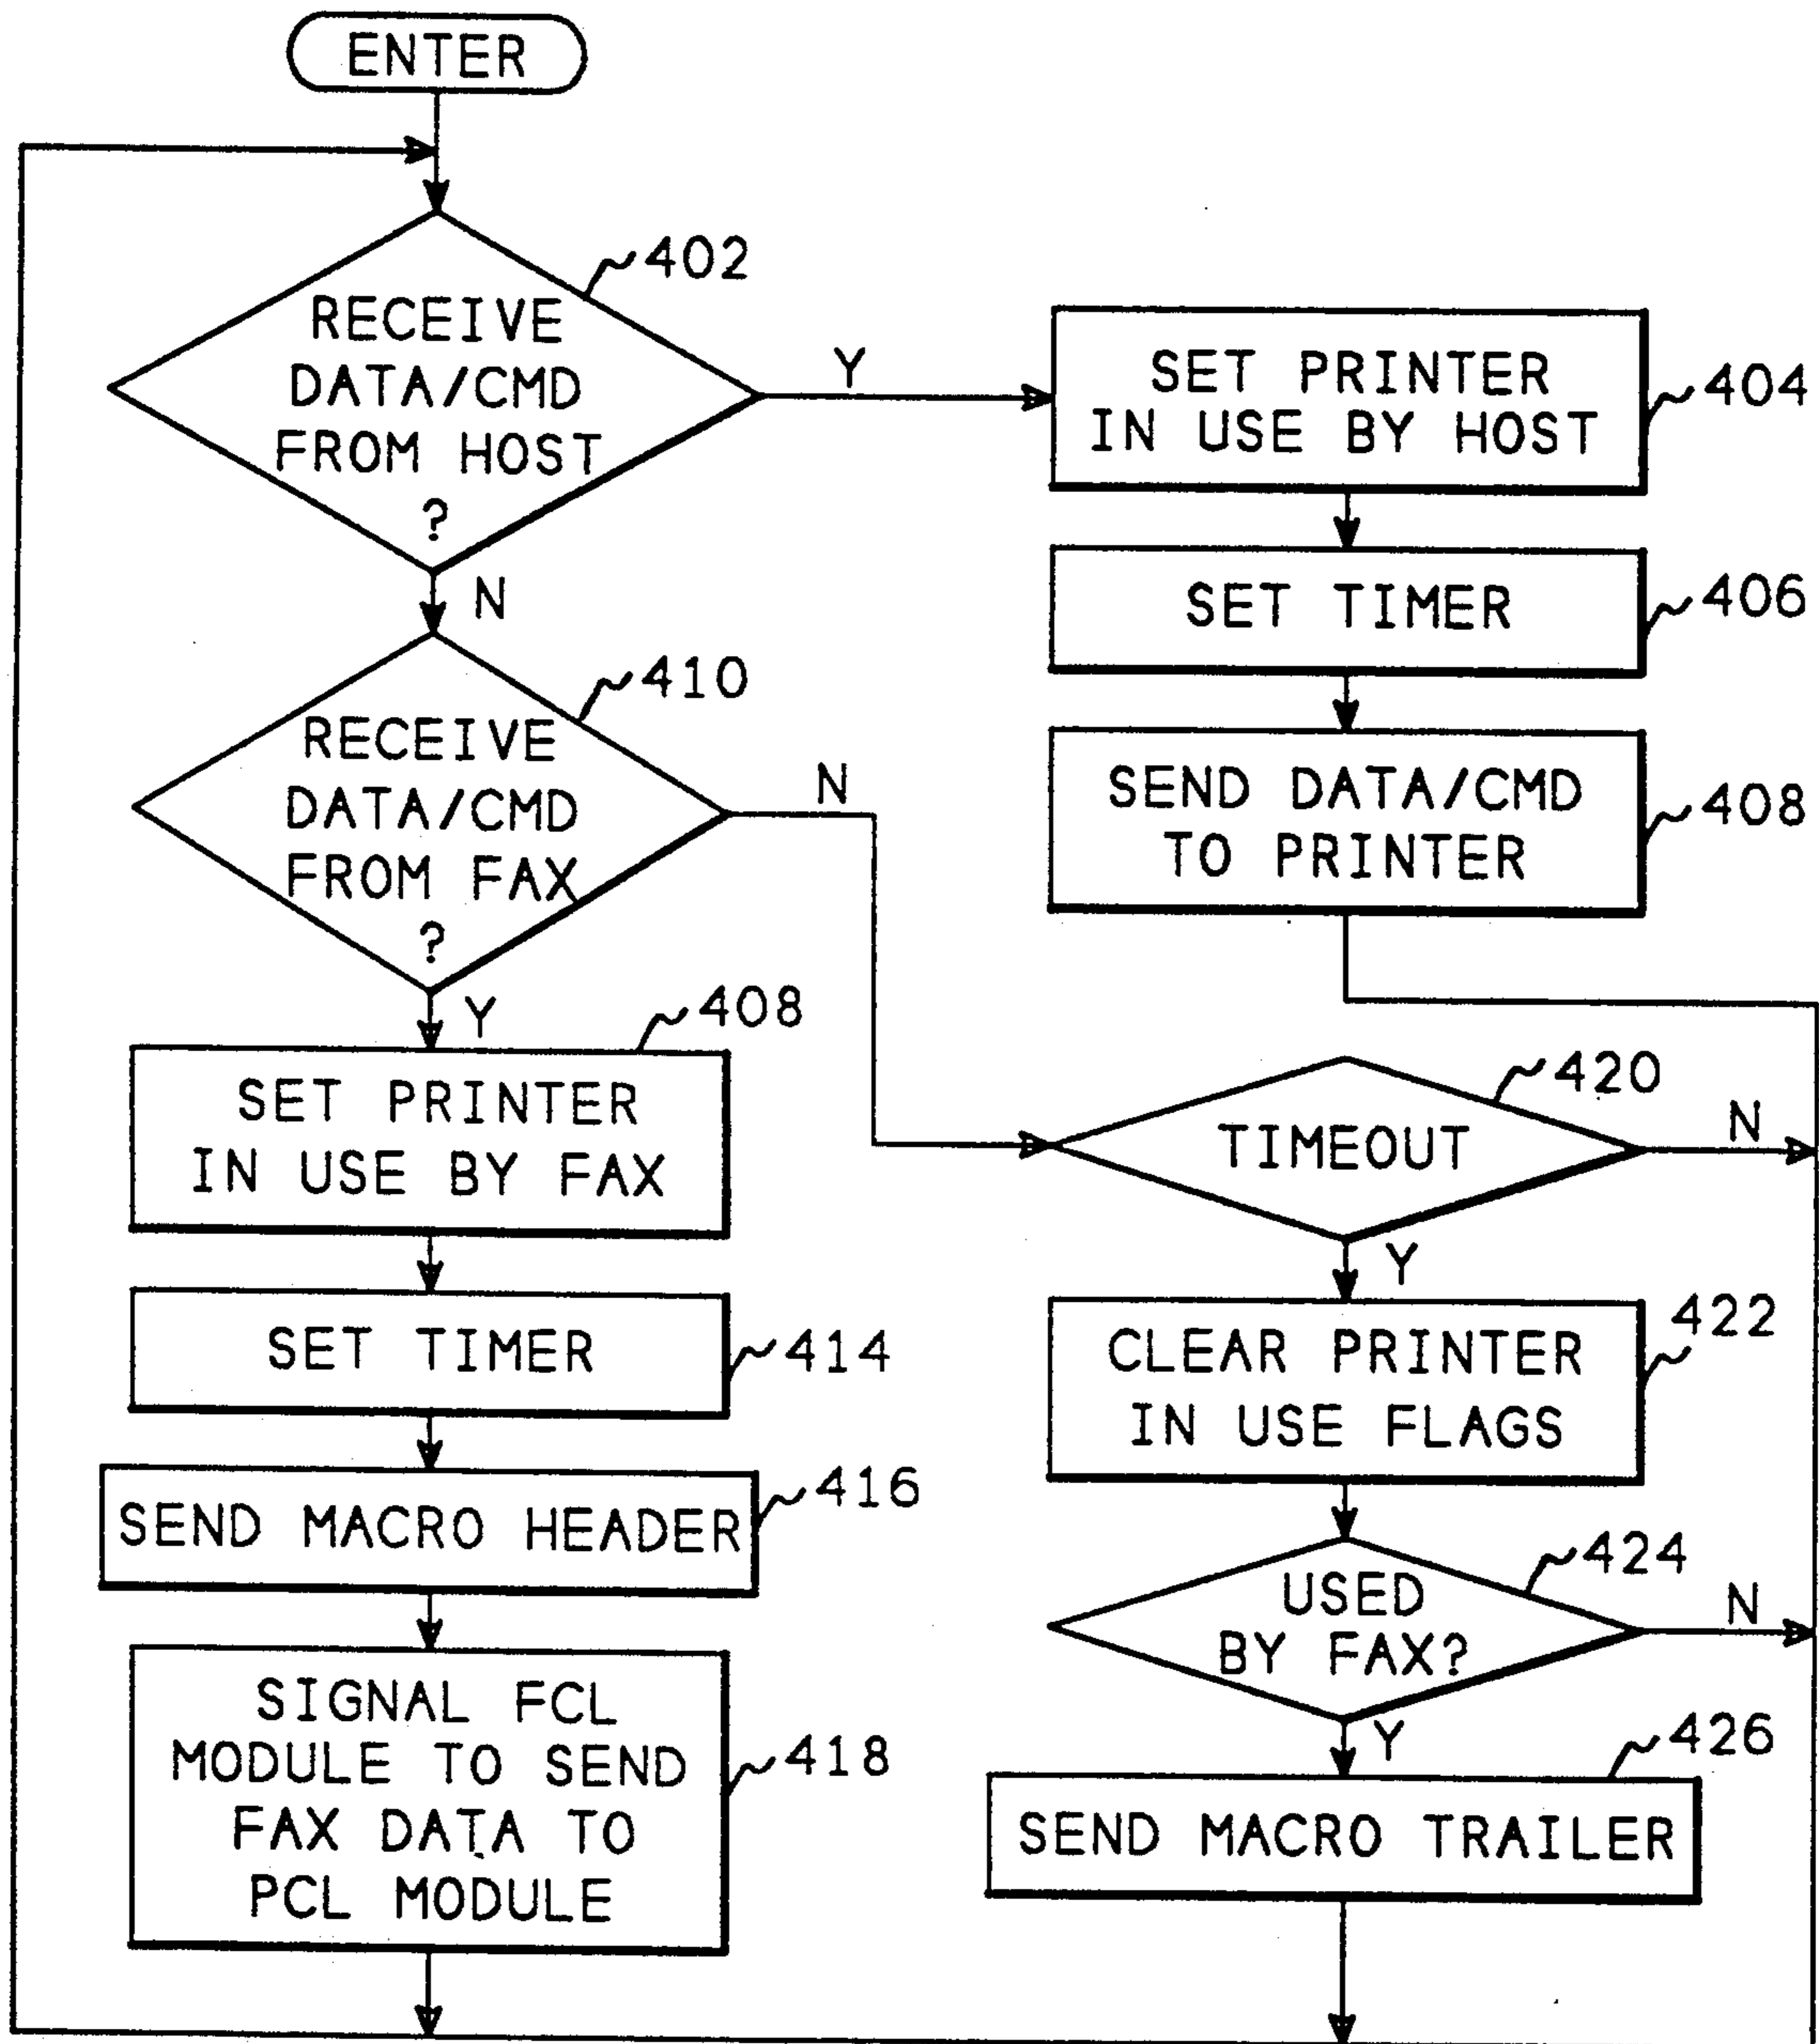 ENTER
402
RECEIVE
DATA/CMD
FROM HOST
?
Y
N
SET PRINTER
IN USE BY HOST
404
SET TIMER
406
SEND DATA/CMD
TO PRINTER
408
410
RECEIVE
DATA/CMD
FROM FAX
?
N
Y
408
SET PRINTER
IN USE BY FAX
SET TIMER
414
SEND MACRO HEADER
416
SIGNAL FCL
MODULE TO SEND
FAX DATA TO
PCL MODULE
418
420
TIMEOUT
N
Y
CLEAR PRINTER
IN USE FLAGS
422
424
USED
BY FAX?
N
Y
426
SEND MACRO TRAILER